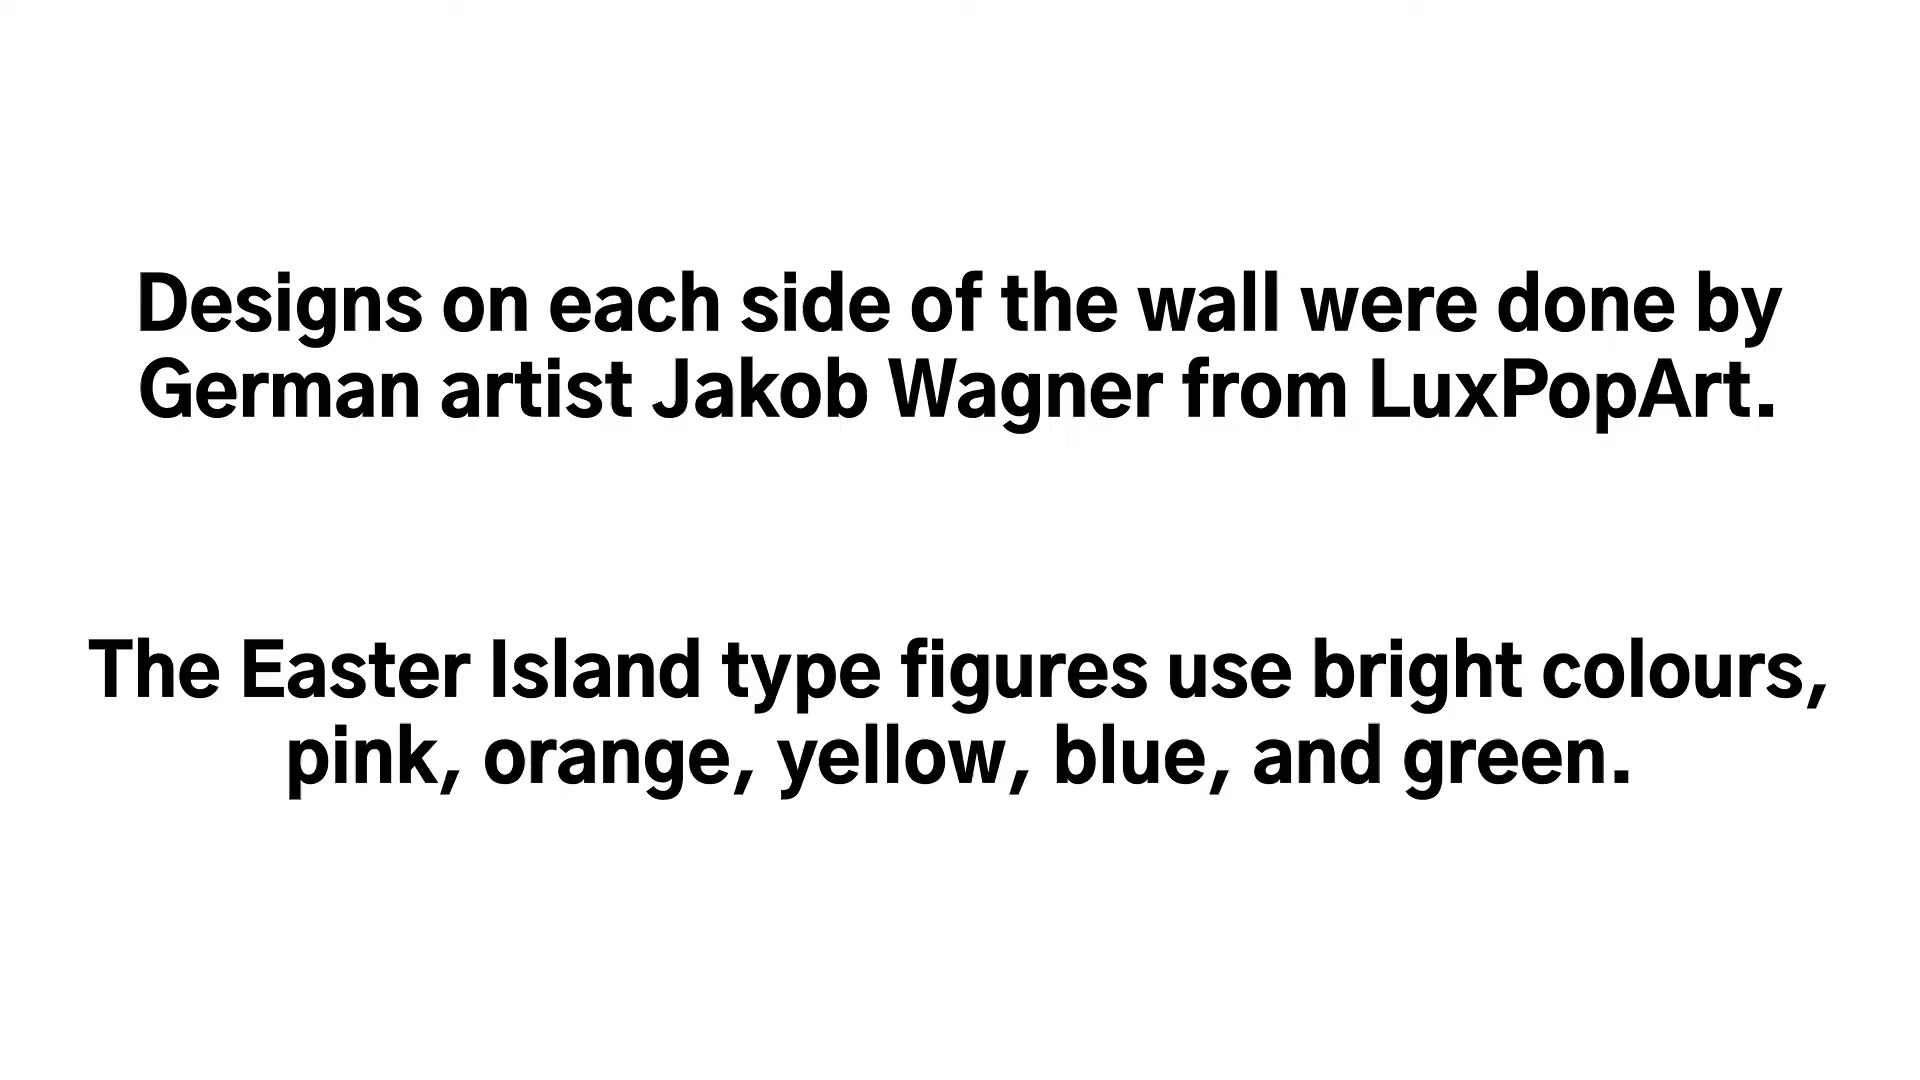 Designs on each side of the wall were done by
German artist Jakob Wagner from LuxPopArt.
The Easter Island type figures use bright colours,
pink, orange, yellow, blue, and green.